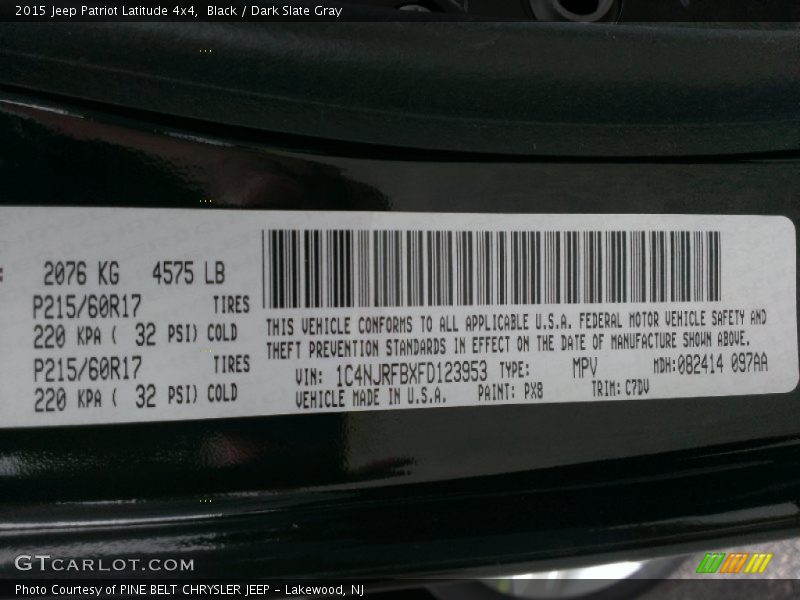 2015 Jeep Patriot Latitude 4x4, Black / Dark Slate Gray
2076 KG 4575 LB
P215/60R17 TIRES
220 KPA ( 32 PSI) COLD
P215/60R17 TIRES
220 KPA ( 32 PSI) COLD
THIS VEHICLE CONFORMS TO ALL APPLICABLE U.S.A. FEDERAL MOTOR VEHICLE SAFETY AND
THEFT PREVENTION STANDARDS IN EFFECT ON THE DATE OF MANUFACTURE SHOWN ABOVE.
VIN: 1C4NJRFBXFD123953 TYPE: MPV MDH:082414 097AA
VEHICLE MADE IN U.S.A. PAINT: PX8 TRIM: C7DV
GTCARLOT.COM
Photo Courtesy of PINE BELT CHRYSLER JEEP - Lakewood, NJ